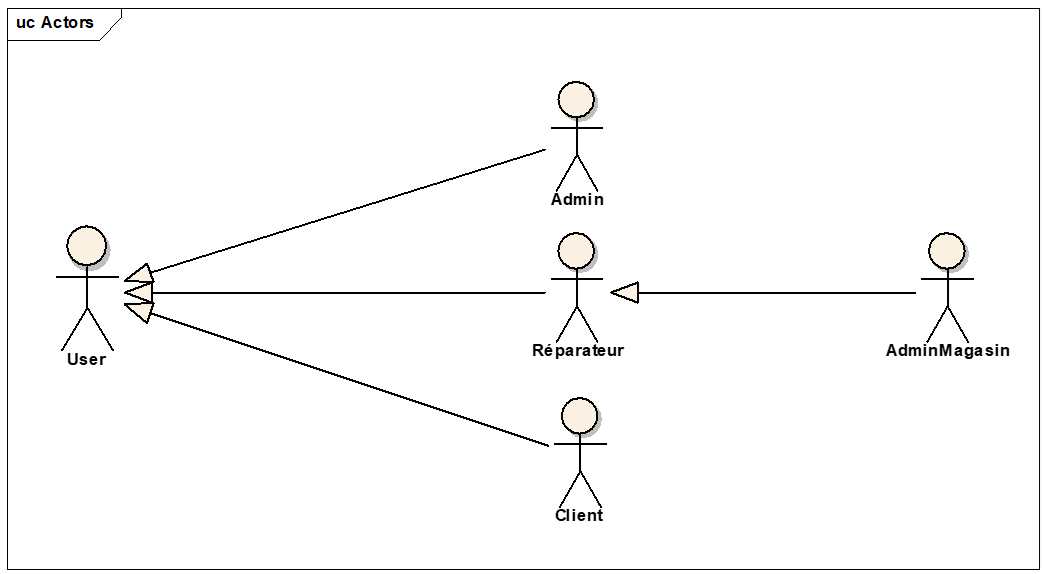 uc Actors
Admin
User
Réparateur
AdminMagasin
Client